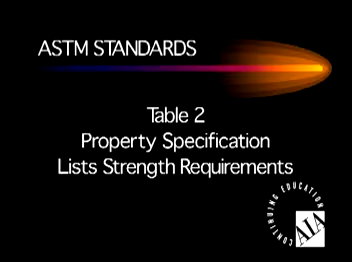 ASTM STANDARDS
Table 2
Property Specification
Lists Strength Requirements
CONTINUING EDUCATION
AIA